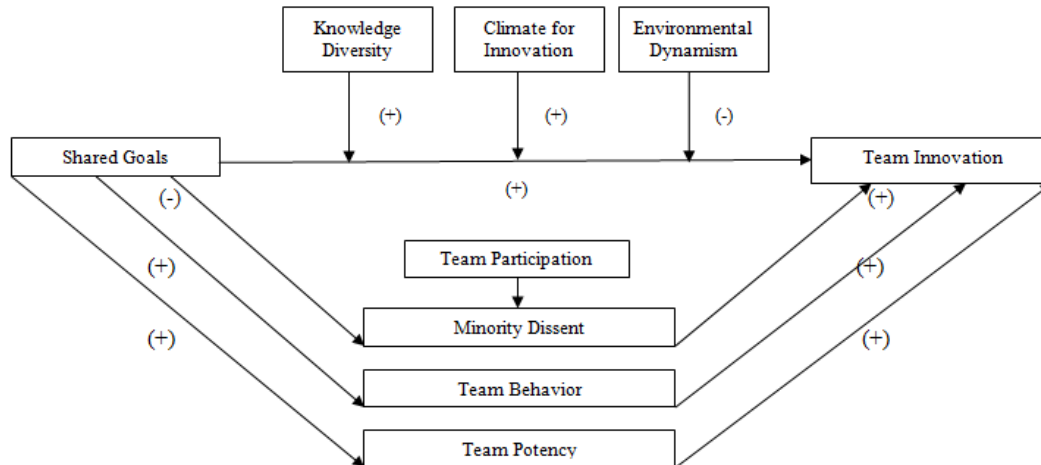 Knowledge
Diversity
Climate for
Innovation
Environmental
Dynamism
(+)
(+)
(-)
Shared Goals
Team Innovation
(-)
(+)
(+)
Team Participation
(+)
(+)
Minority Dissent
(+)
(+)
Team Behavior
Team Potency